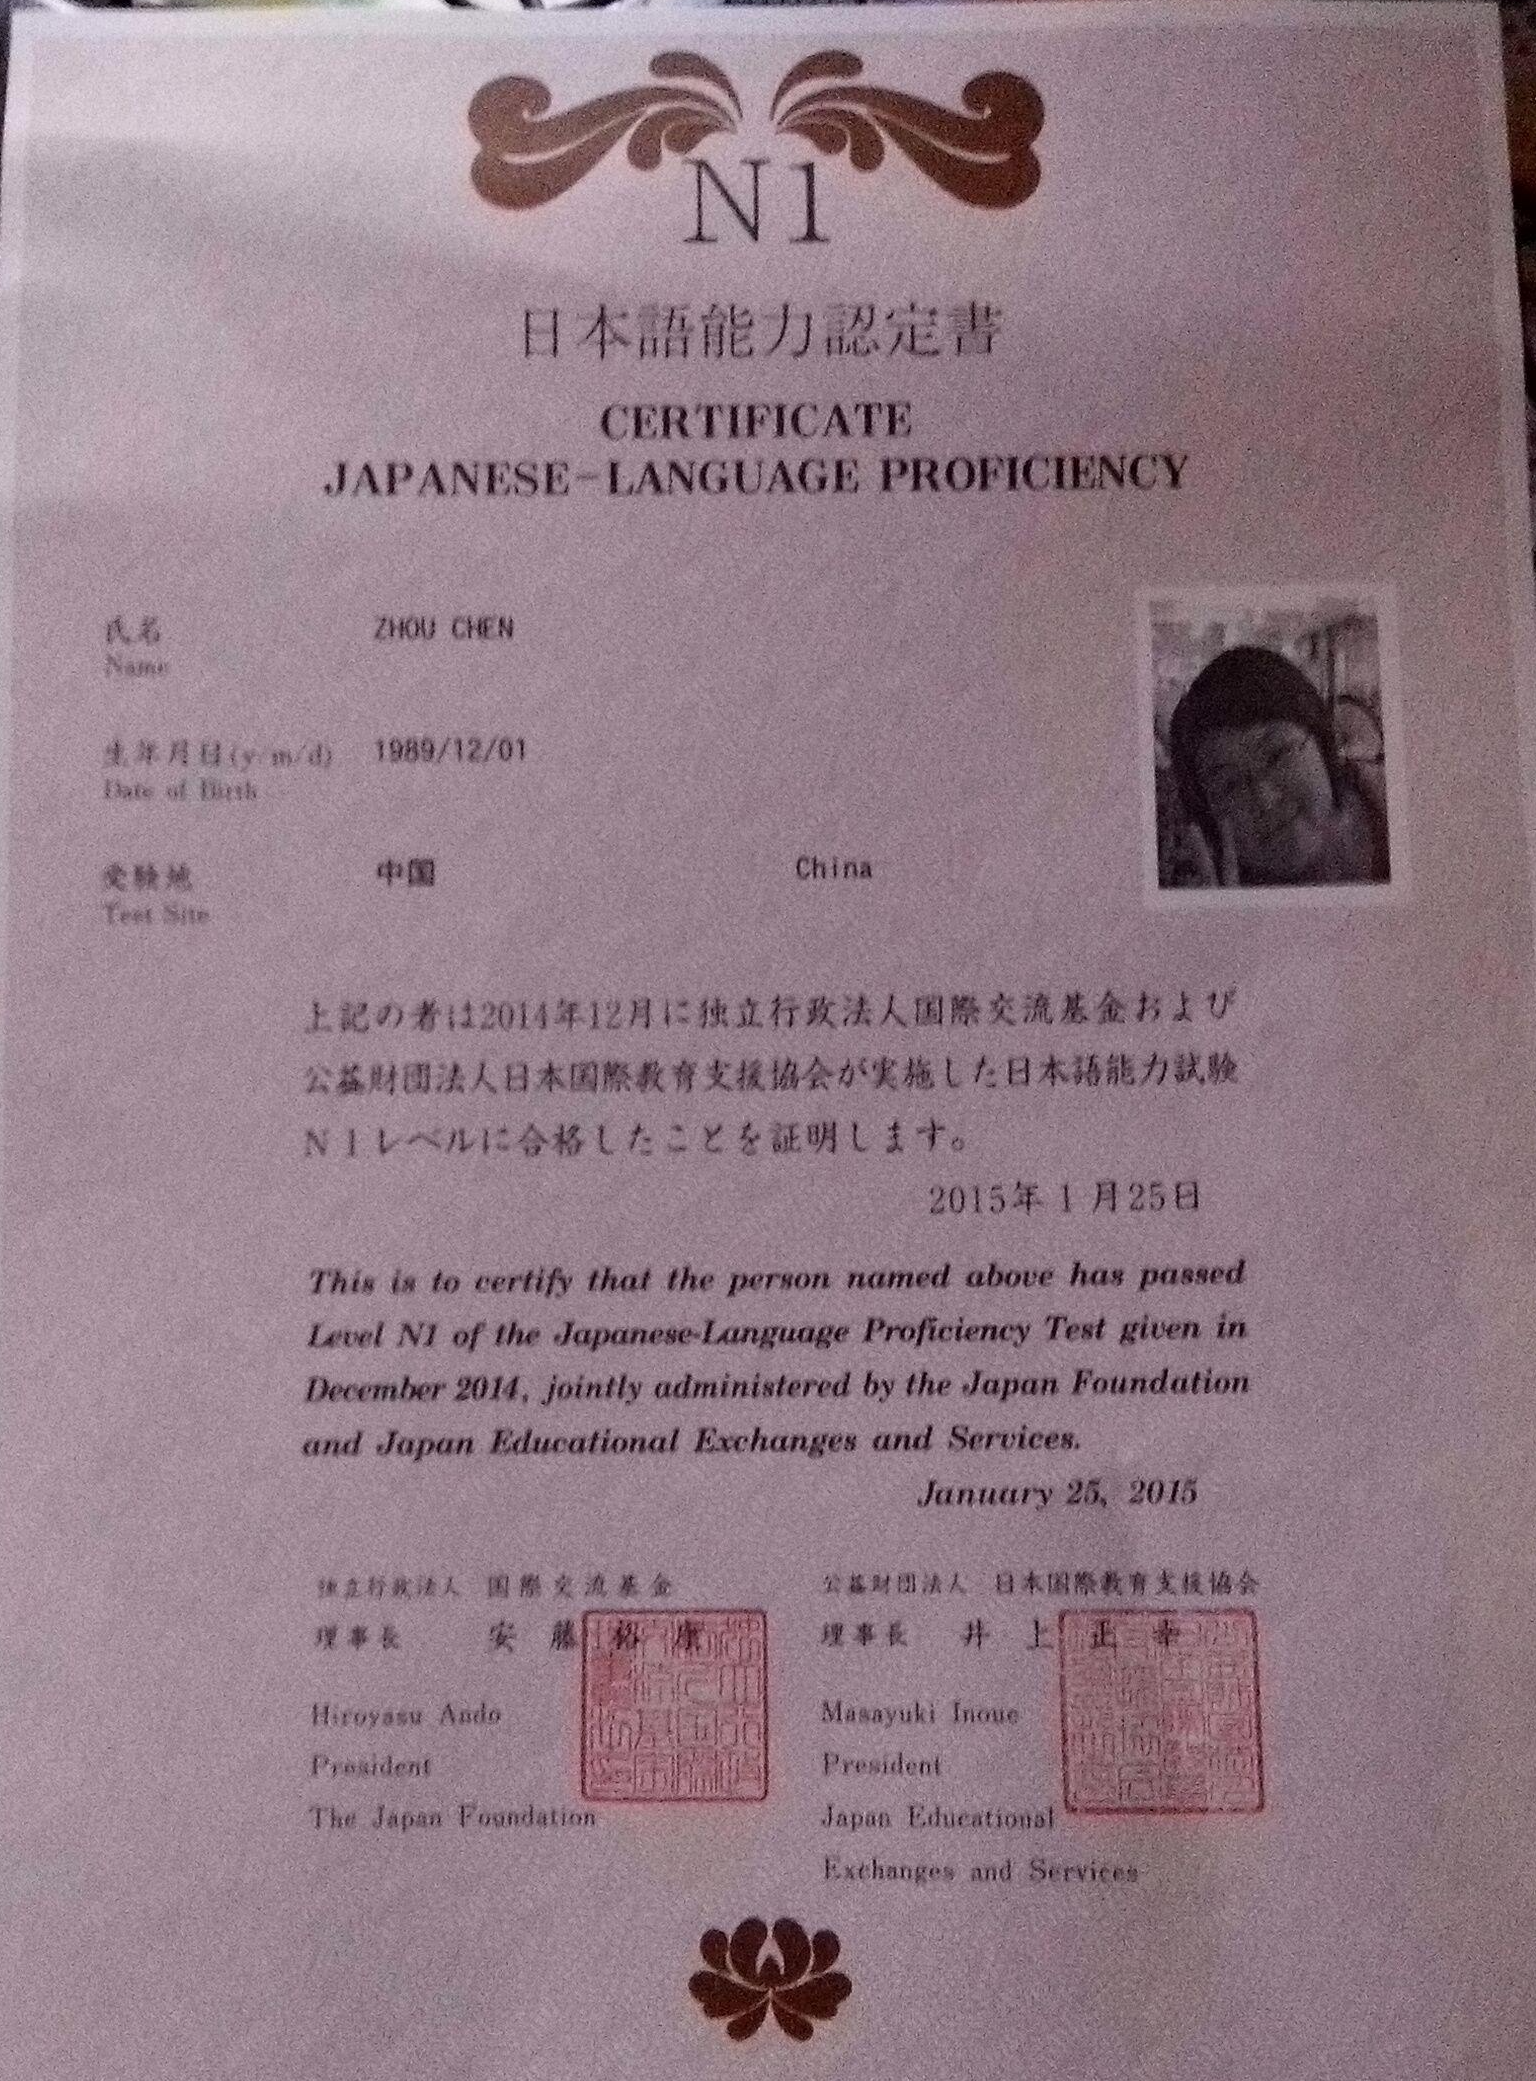 N1
日本語能力認定書
CERTIFICATE
JAPANESE-LANGUAGE PROFICIENCY
氏名 ZHOU CHEN
Name
生年月日(y/m/d) 1989/12/01
Date of Birth
受験地 中国 China
Test Site
上記の者は2014年12月に独立行政法人国際交流基金および
公益財団法人日本国際教育支援協会が実施した日本語能力試験
N1レベルに合格したことを証明します。
2015年1月25日
This is to certify that the person named above has passed
Level N1 of the Japanese-Language Proficiency Test given in
December 2014, jointly administered by the Japan Foundation
and Japan Educational Exchanges and Services.
January 25, 2015
独立行政法人 国際交流基金
理事長 安藤裕康
Hiroyasu Ando
President
The Japan Foundation
公益財団法人 日本国際教育支援協会
理事長 井上正幸
Masayuki Inoue
President
Japan Educational
Exchanges and Services